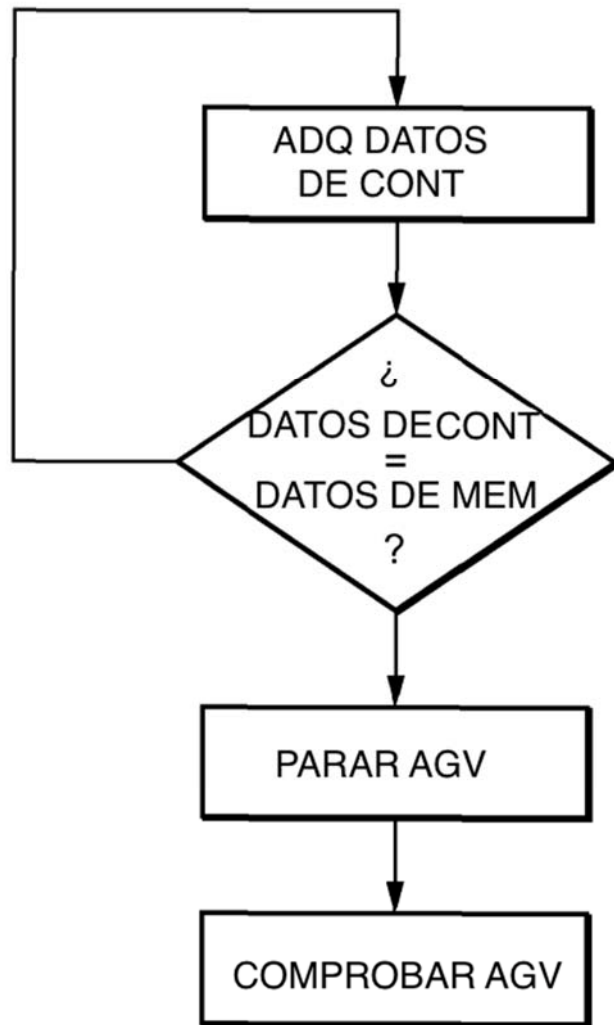 ADQ DATOS
DE CONT
¿
DATOS DECONT
=
DATOS DE MEM
?
PARAR AGV
COMPROBAR AGV